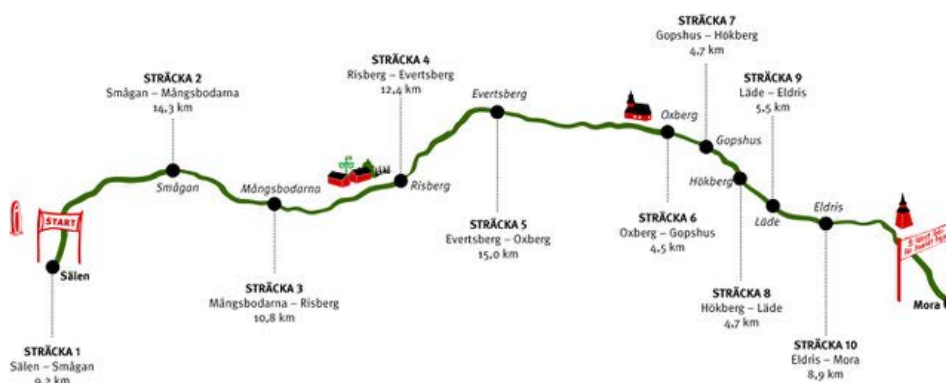 STRÄCKA 7
Gopshus – Hökberg
4,7 km
STRÄCKA 4
Risberg – Evertsberg
12,4 km
STRÄCKA 2
Smågan – Mångsbodarna
14,3 km
STRÄCKA 9
Läde – Eldris
5,5 km
Evertsberg
Oxberg
Gopshus
Smågan
Mångsbodarna
Risberg
Hökberg
Läde
Eldris
START
Sälen
Mora
STRÄCKA 5
Evertsberg – Oxberg
15,0 km
STRÄCKA 6
Oxberg – Gopshus
4,5 km
STRÄCKA 3
Mångsbodarna – Risberg
10,8 km
STRÄCKA 8
Hökberg – Läde
4,7 km
STRÄCKA 1
Sälen – Smågan
9,2 km
STRÄCKA 10
Eldris – Mora
8,9 km